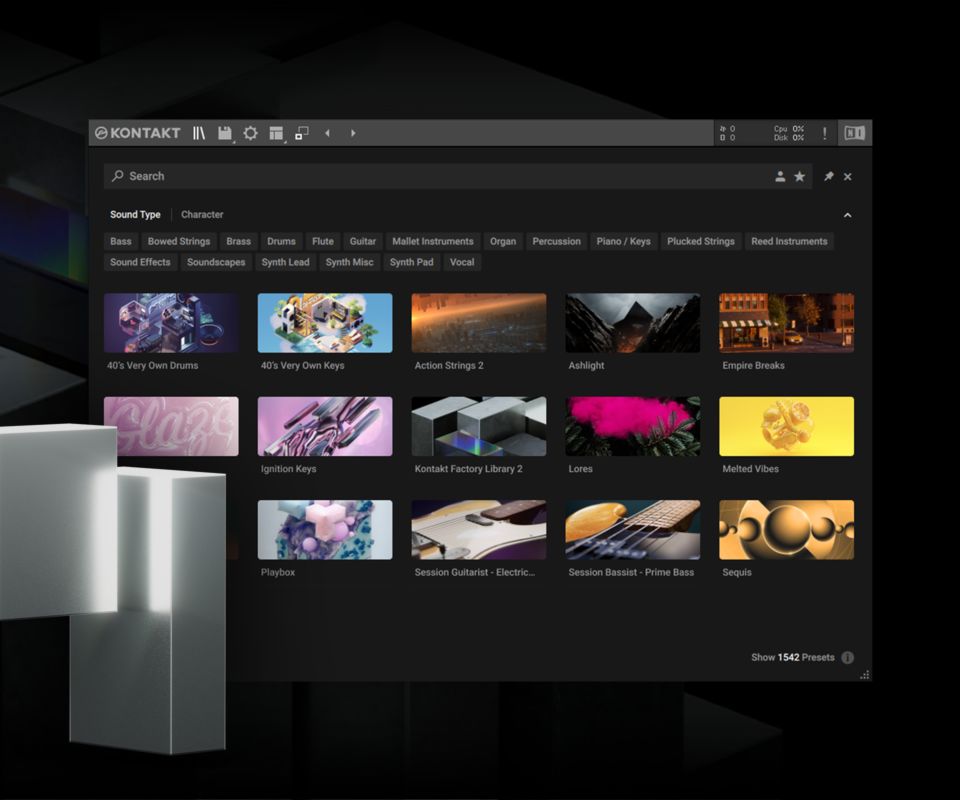 KONTAKT
0
0
Cpu 0%
Disk 0%
!
NI
Search
Sound Type | Character
Bass Bowed Strings Brass Drums Flute Guitar Mallet Instruments Organ Percussion Piano / Keys Plucked Strings Reed Instruments
Sound Effects Soundscapes Synth Lead Synth Misc Synth Pad Vocal
40's Very Own Drums 40's Very Own Keys Action Strings 2 Ashlight Empire Breaks
Glaze
Ignition Keys Kontakt Factory Library 2 Lores Melted Vibes
Playbox Session Guitarist - Electric... Session Bassist - Prime Bass Sequis
Show 1542 Presets